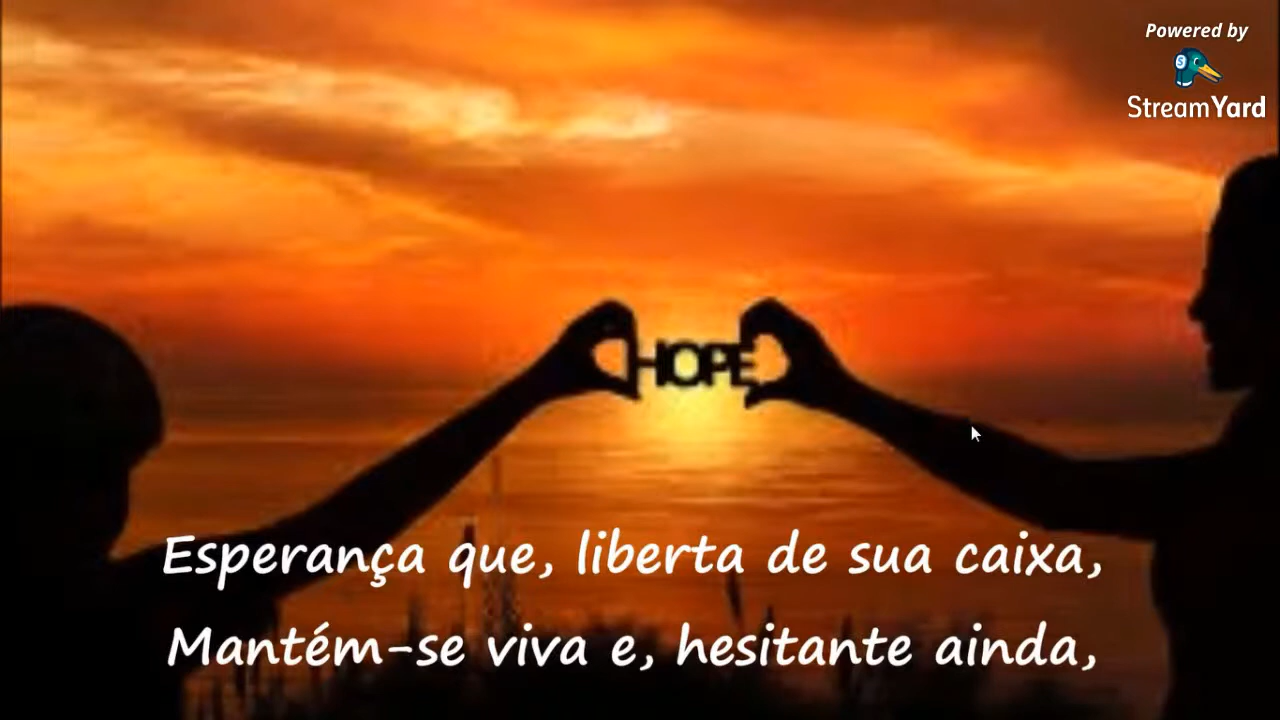 Powered by
StreamYard
HOPE
Esperança que, liberta de sua caixa,
Mantém-se viva e, hesitante ainda,